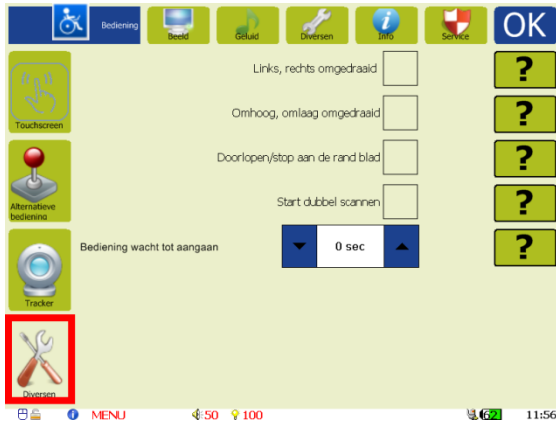 Bediening
Beeld
Geluid
Diversen
Info
Service
OK
Touchscreen
Links, rechts omgedraaid
?
Omhoog, omlaag omgedraaid
?
Alternatieve
bediening
Doorlopen/stop aan de rand blad
?
Start dubbel scannen
?
Tracker
Bediening wacht tot aangaan
0 sec
?
Diversen
MENU
50
100
62
11:56